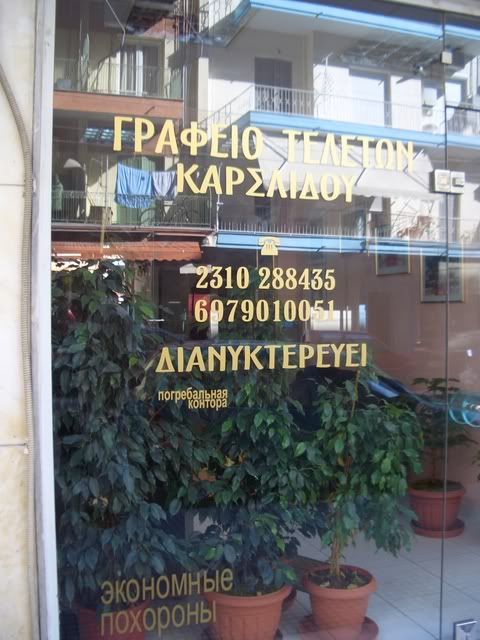 ΓΡΑΦΕΙΟ ΤΕΛΕΤΩΝ
ΚΑΡΣΛΙΔΟΥ
2310 288435
6979010051
ΔΙΑΝΥΚΤΕΡΕΥΕΙ
погребальная
контора
экономные
похороны